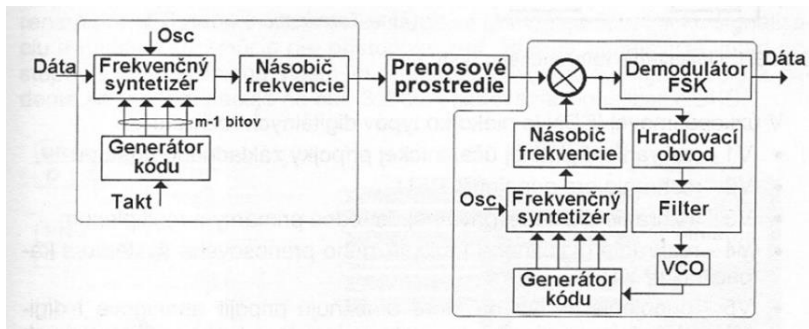 Osc
Dáta
Frekvenčný
syntetizér
Násobič
frekvencie
Prenosové
prostredie
Demodulátor
FSK
Dáta
m-1 bitov
Generátor
kódu
Takt
Násobič
frekvencie
Hradlovací
obvod
Osc
Frekvenčný
syntetizér
Filter
VCO
Generátor
kódu